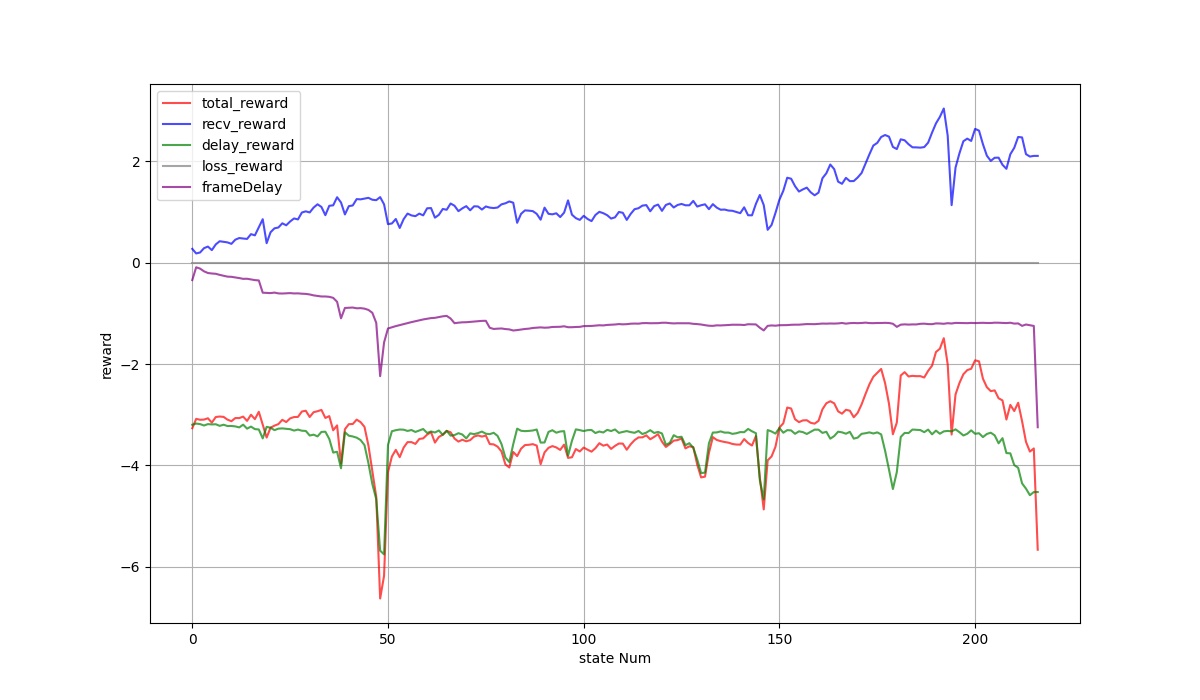 total_reward
recv_reward
delay_reward
loss_reward
frameDelay
reward
2
0
−2
−4
−6
0 50 100 150 200
state Num